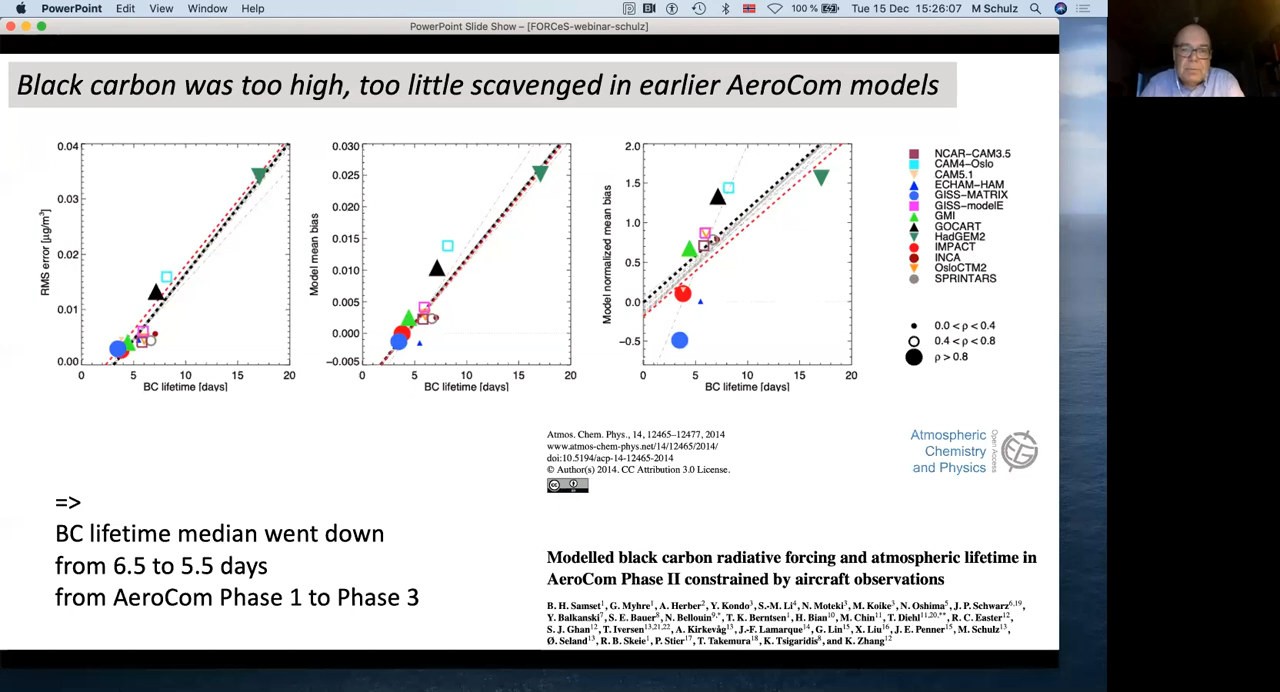 PowerPoint Edit View Window Help 100 % Tue 15 Dec 15:26:07 M Schulz
PowerPoint Slide Show – [FORCeS-webinar-schulz]
Black carbon was too high, too little scavenged in earlier AeroCom models
RMS error [µg/m³]
0.04
0.03
0.02
0.01
0.00
0 5 10 15 20
BC lifetime [days]
Model mean bias
0.030
0.025
0.020
0.015
0.010
0.005
0.000
−0.005
0 5 10 15 20
BC lifetime [days]
Model normalized mean bias
2.0
1.5
1.0
0.5
0.0
−0.5
0 5 10 15 20
BC lifetime [days]
NCAR−CAM3.5
CAM4−Oslo
CAM5.1
ECHAM−HAM
GISS−MATRIX
GISS−modelE
GMI
GOCART
HadGEM2
IMPACT
INCA
OsloCTM2
SPRINTARS
0.0 < ρ < 0.4
0.4 < ρ < 0.8
ρ > 0.8
Atmos. Chem. Phys., 14, 12465–12477, 2014
www.atmos-chem-phys.net/14/12465/2014/
doi:10.5194/acp-14-12465-2014
© Author(s) 2014. CC Attribution 3.0 License.
Atmospheric
Chemistry
and Physics
Open Access
=>
BC lifetime median went down
from 6.5 to 5.5 days
from AeroCom Phase 1 to Phase 3
Modelled black carbon radiative forcing and atmospheric lifetime in
AeroCom Phase II constrained by aircraft observations
B. H. Samset1, G. Myhre1, A. Herber2, Y. Kondo3, S.-M. Li4, N. Moteki3, M. Koike3, N. Oshima5, J. P. Schwarz6,19,
Y. Balkanski7, S. E. Bauer8, N. Bellouin9,*, T. K. Berntsen1, H. Bian10, M. Chin11, T. Diehl11,20,**, R. C. Easter12,
S. J. Ghan12, T. Iversen13,21,22, A. Kirkevåg13, J.-F. Lamarque14, G. Lin15, X. Liu16, J. E. Penner15, M. Schulz13,
Ø. Seland13, R. B. Skeie1, P. Stier17, T. Takemura18, K. Tsigaridis8, and K. Zhang12